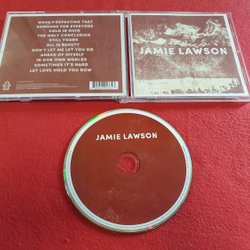 WASN'T EXPECTING THAT
SOMEONE FOR EVERYONE
COLD IN OHIO
THE ONLY CONCLUSION
STILL YOURS
ALL IS BEAUTY
DON'T LET ME LET YOU GO
AHEAD OF MYSELF
IN OUR OWN WORLDS
SOMETIMES IT'S HARD
LET LOVE HOLD YOU NOW
JAMIE LAWSON
JAMIE LAWSON